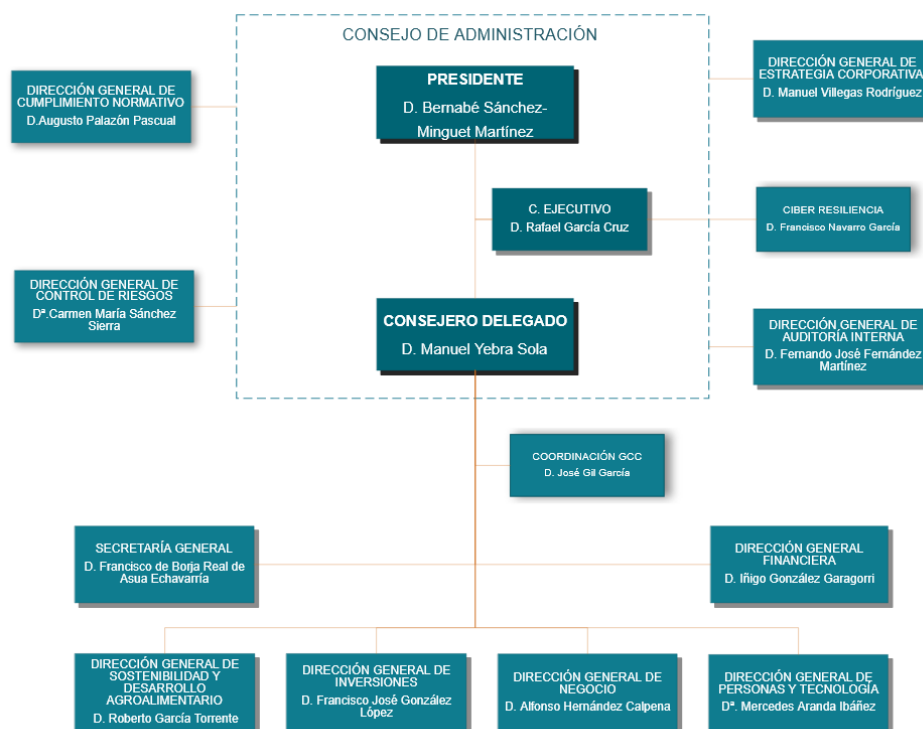 CONSEJO DE ADMINISTRACIÓN
PRESIDENTE
D. Bernabé Sánchez-
Minguet Martínez
DIRECCIÓN GENERAL DE
CUMPLIMIENTO NORMATIVO
D.Augusto Palazón Pascual
DIRECCIÓN GENERAL DE
ESTRATEGIA CORPORATIVA
D. Manuel Villegas Rodríguez
C. EJECUTIVO
D. Rafael García Cruz
CIBER RESILIENCIA
D. Francisco Navarro García
DIRECCIÓN GENERAL DE
CONTROL DE RIESGOS
Dª.Carmen María Sánchez
Sierra
CONSEJERO DELEGADO
D. Manuel Yebra Sola
DIRECCIÓN GENERAL DE
AUDITORÍA INTERNA
D. Fernando José Fernández
Martínez
COORDINACIÓN GCC
D. José Gil García
SECRETARÍA GENERAL
D. Francisco de Borja Real de
Asua Echavarría
DIRECCIÓN GENERAL
FINANCIERA
D. Iñigo González Garagorri
DIRECCIÓN GENERAL DE
SOSTENIBILIDAD Y
DESARROLLO
AGROALIMENTARIO
D. Roberto García Torrente
DIRECCIÓN GENERAL DE
INVERSIONES
D. Francisco José González
López
DIRECCIÓN GENERAL DE
NEGOCIO
D. Alfonso Hernández Calpena
DIRECCIÓN GENERAL DE
PERSONAS Y TECNOLOGÍA
Dª. Mercedes Aranda Ibáñez